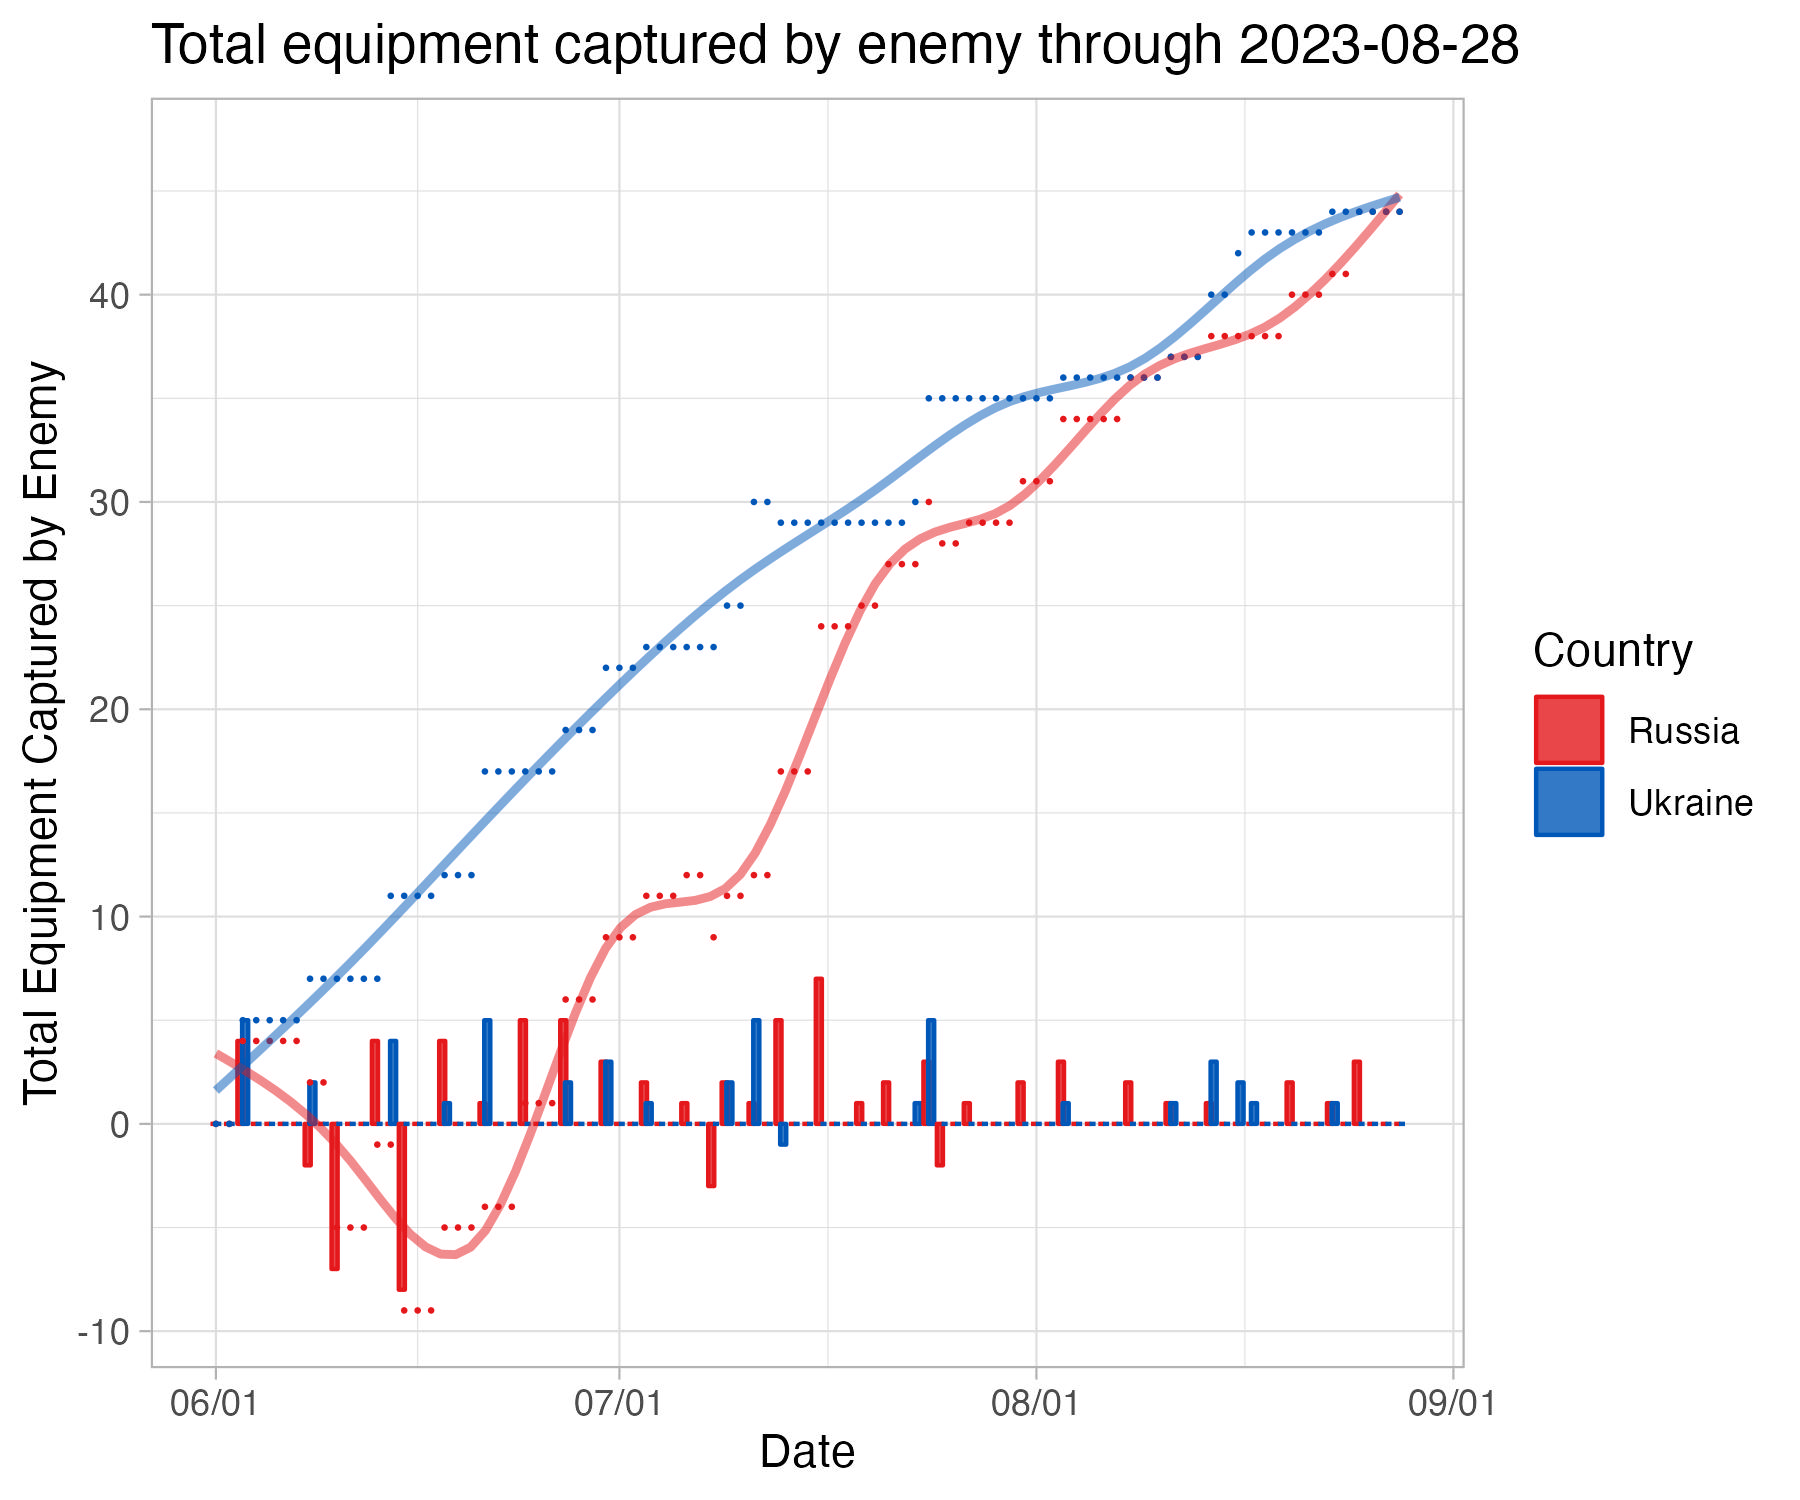 Total equipment captured by enemy through 2023-08-28
Total Equipment Captured by Enemy
40
30
20
10
0
-10
06/01
07/01
08/01
09/01
Date
Country
Russia
Ukraine